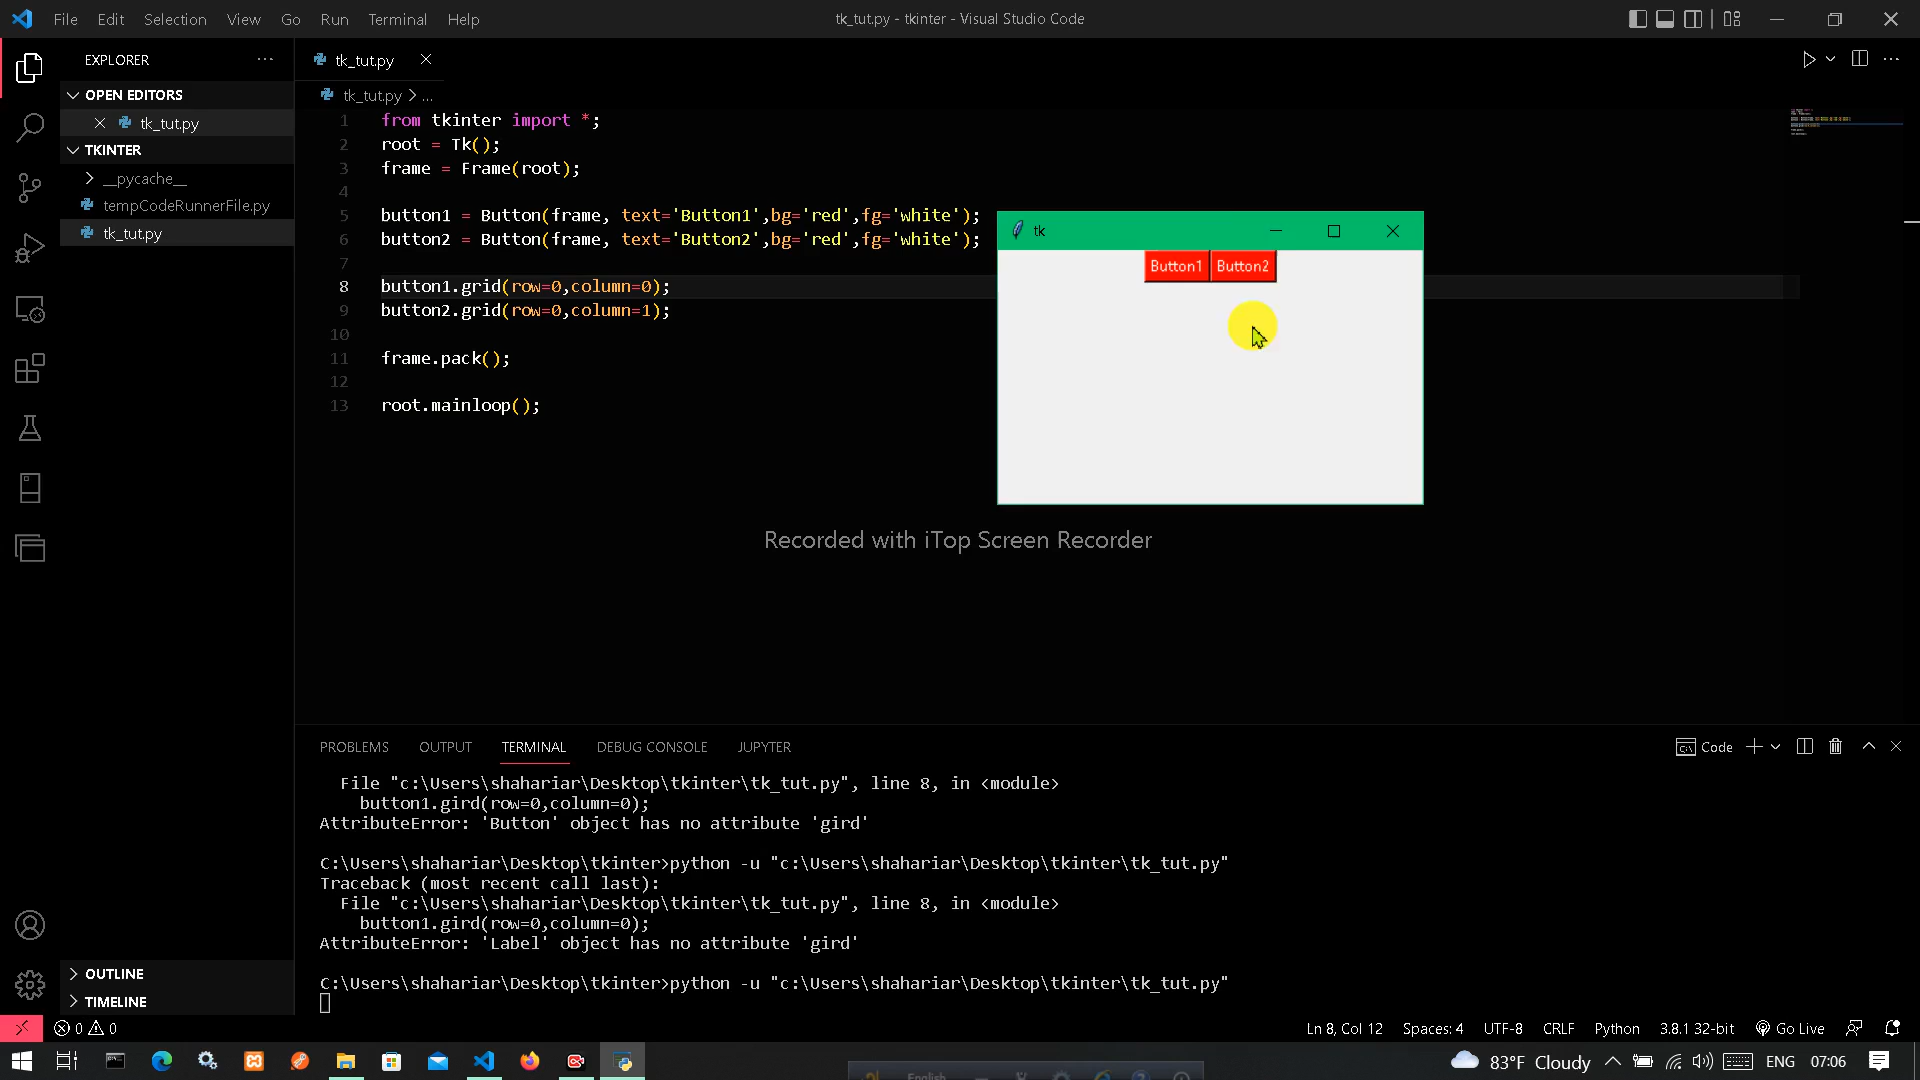 File Edit Selection View Go Run Terminal Help
tk_tut.py - tkinter - Visual Studio Code
EXPLORER
OPEN EDITORS
tk_tut.py
TKINTER
__pycache__
tempCodeRunnerFile.py
tk_tut.py
OUTLINE
TIMELINE
tk_tut.py
tk_tut.py > ...
1 from tkinter import *;
2 root = Tk();
3 frame = Frame(root);
4
5 button1 = Button(frame, text='Button1',bg='red',fg='white');
6 button2 = Button(frame, text='Button2',bg='red',fg='white');
7
8 button1.grid(row=0,column=0);
9 button2.grid(row=0,column=1);
10
11 frame.pack();
12
13 root.mainloop();
tk
Button1 Button2
Recorded with iTop Screen Recorder
PROBLEMS OUTPUT TERMINAL DEBUG CONSOLE JUPYTER
Code
File "c:\Users\shahariar\Desktop\tkinter\tk_tut.py", line 8, in <module>
button1.gird(row=0,column=0);
AttributeError: 'Button' object has no attribute 'gird'
C:\Users\shahariar\Desktop\tkinter>python -u "c:\Users\shahariar\Desktop\tkinter\tk_tut.py"
Traceback (most recent call last):
File "c:\Users\shahariar\Desktop\tkinter\tk_tut.py", line 8, in <module>
button1.gird(row=0,column=0);
AttributeError: 'Label' object has no attribute 'gird'
C:\Users\shahariar\Desktop\tkinter>python -u "c:\Users\shahariar\Desktop\tkinter\tk_tut.py"
0 0
Ln 8, Col 12 Spaces: 4 UTF-8 CRLF Python 3.8.1 32-bit Go Live
English
83°F Cloudy ENG 07:06